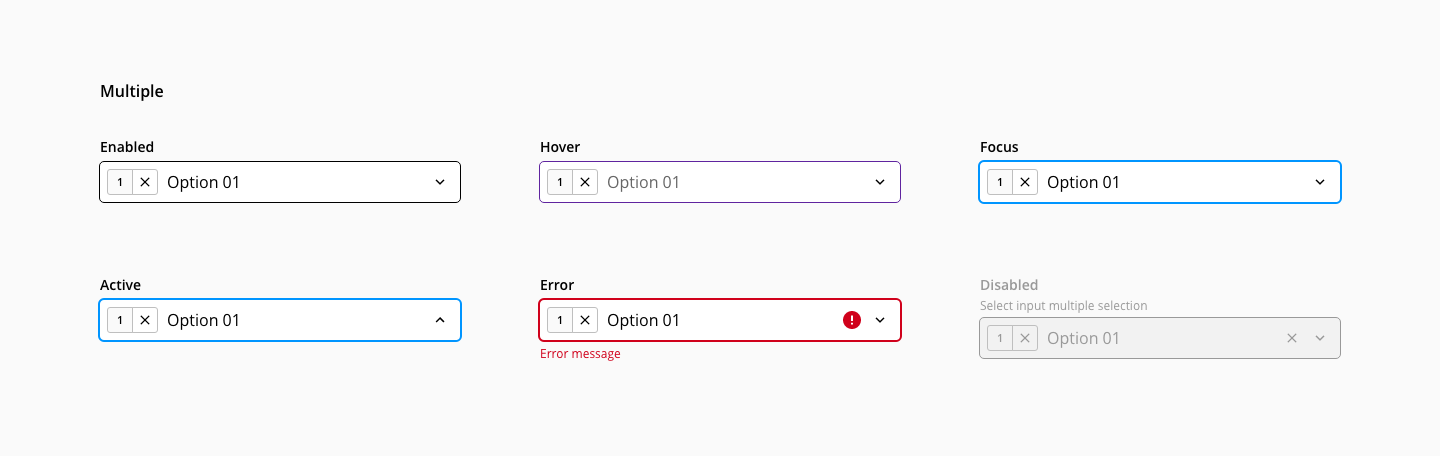 Multiple
Enabled
1 Option 01
Hover
1 Option 01
Focus
1 Option 01
Active
1 Option 01
Error
1 Option 01
Error message
Disabled
Select input multiple selection
1 Option 01